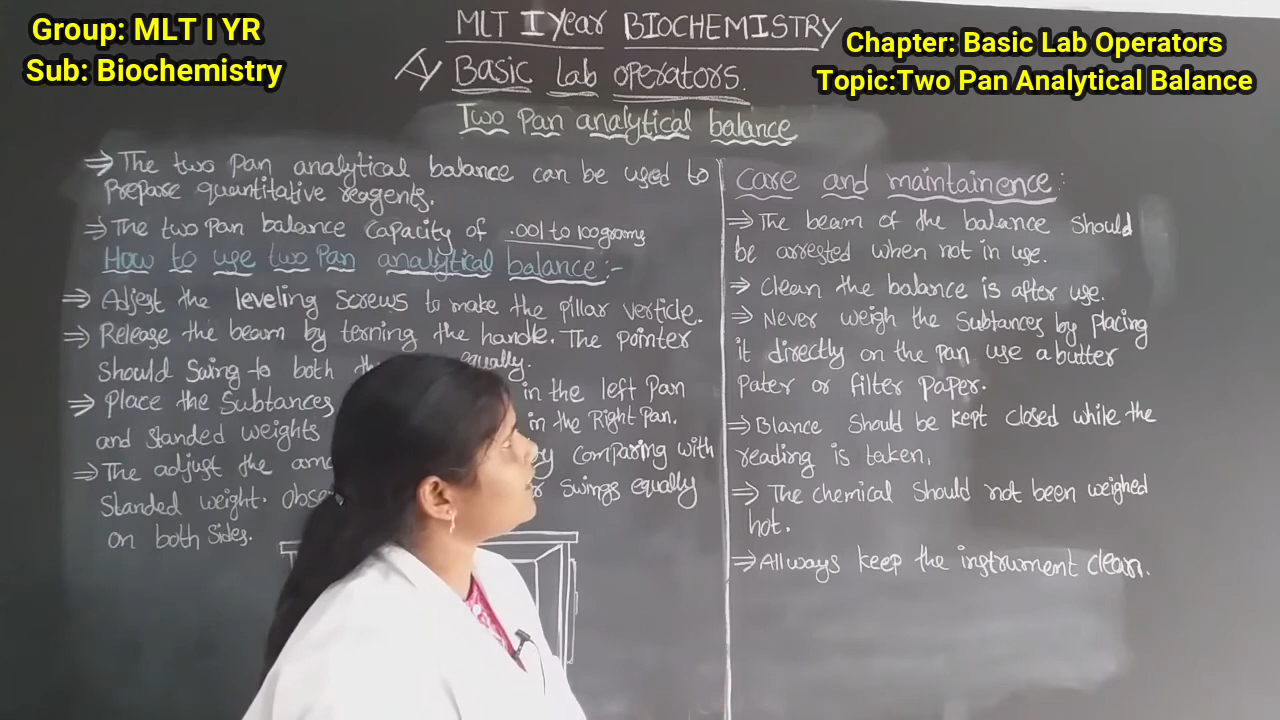 Group: MLT I YR
Sub: Biochemistry
Chapter: Basic Lab Operators
Topic:Two Pan Analytical Balance
MLT I Year BIOCHEMISTRY
A) Basic Lab operators.
Two Pan analytical balance
⇒ The two pan analytical balance can be used to
Prepare quantitative reagents.
⇒ The two pan balance capacity of .001 to 100grams
How to use two Pan analytical balance:-
⇒ Adjest the leveling screws to make the pillar verticle.
⇒ Release the beam by terning the handle. The pointer
should swing to both the equally.
⇒ Place the Subtances in the left pan
and standed weights in the Right pan.
⇒ The adjust the by comparing with
Standed weight. swings equally
on both sides.
Care and maintainence:
⇒ The beam of the balance should
be arrested when not in use.
⇒ Clean the balance is after use.
⇒ Never weigh the Subtances by placing
it directly on the pan use a butter
pater or filter paper.
⇒ Blance should be kept closed while the
reading is taken,
⇒ The chemical should not been weighed
hot.
⇒ Allways keep the instrument clean.